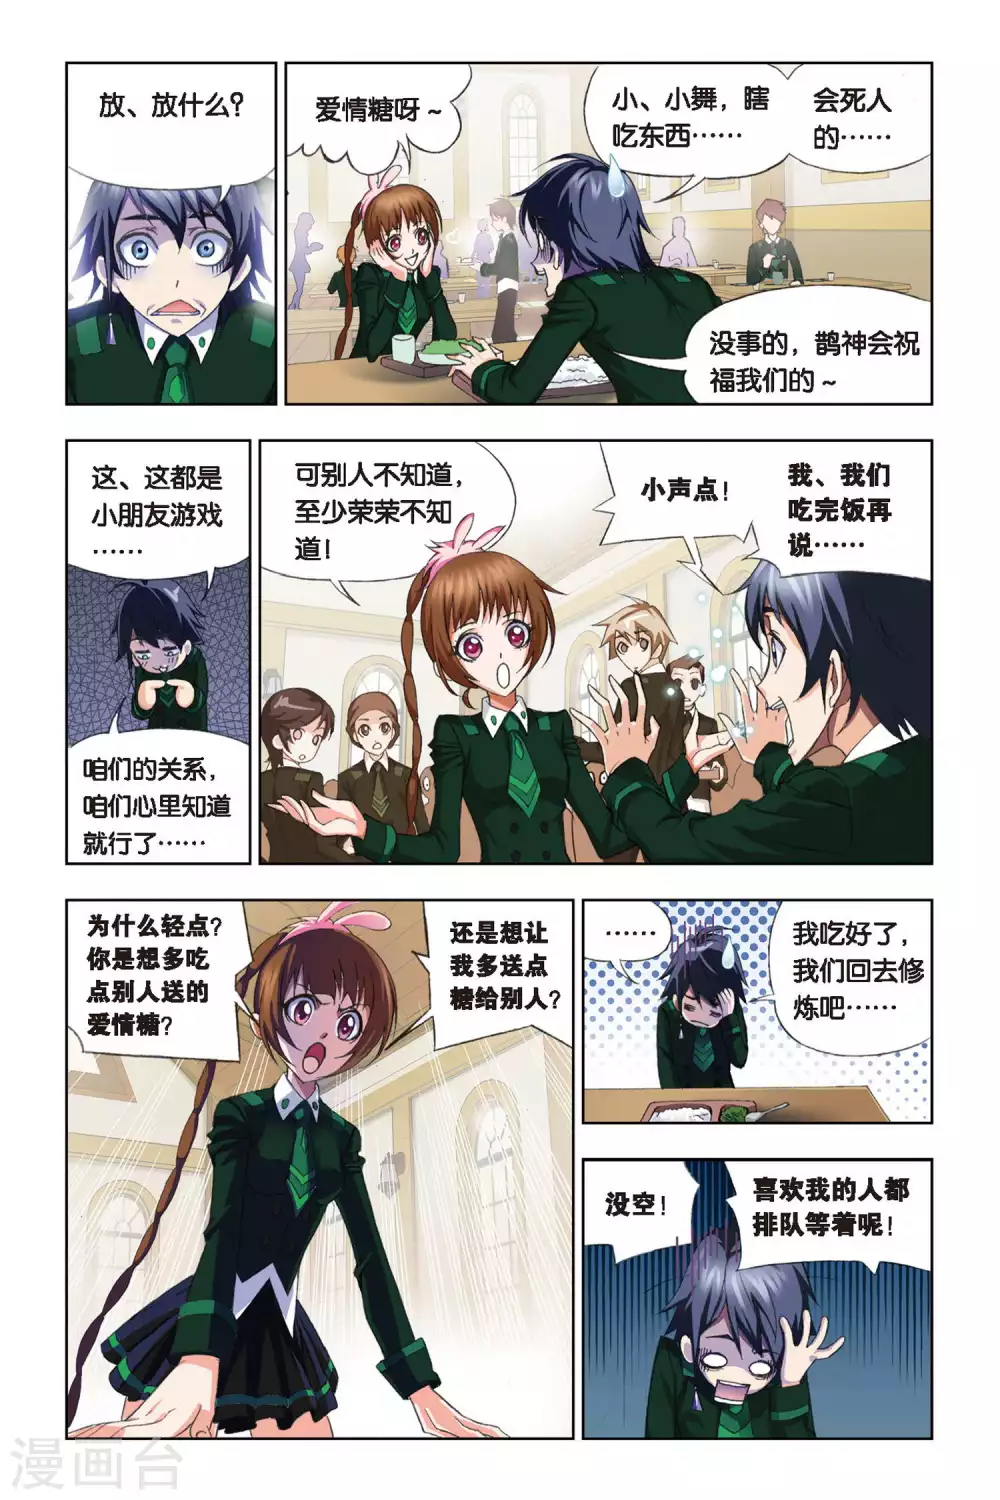 放、放什么？
爱情糖呀～
小、小舞，瞎
吃东西……
会死人
的……
没事的，鹊神会祝
福我们的～
这、这都是
小朋友游戏
……
咱们的关系，
咱们心里知道
就行了……
可别人不知道，
至少荣荣不知
道！
小声点！
我、我们
吃完饭再
说……
为什么轻点？
你是想多吃
点别人送的
爱情糖？
还是想让
我多送点
糖给别人？
……
我吃好了，
我们回去修
炼吧……
没空！
喜欢我的人都
排队等着呢！
漫画台